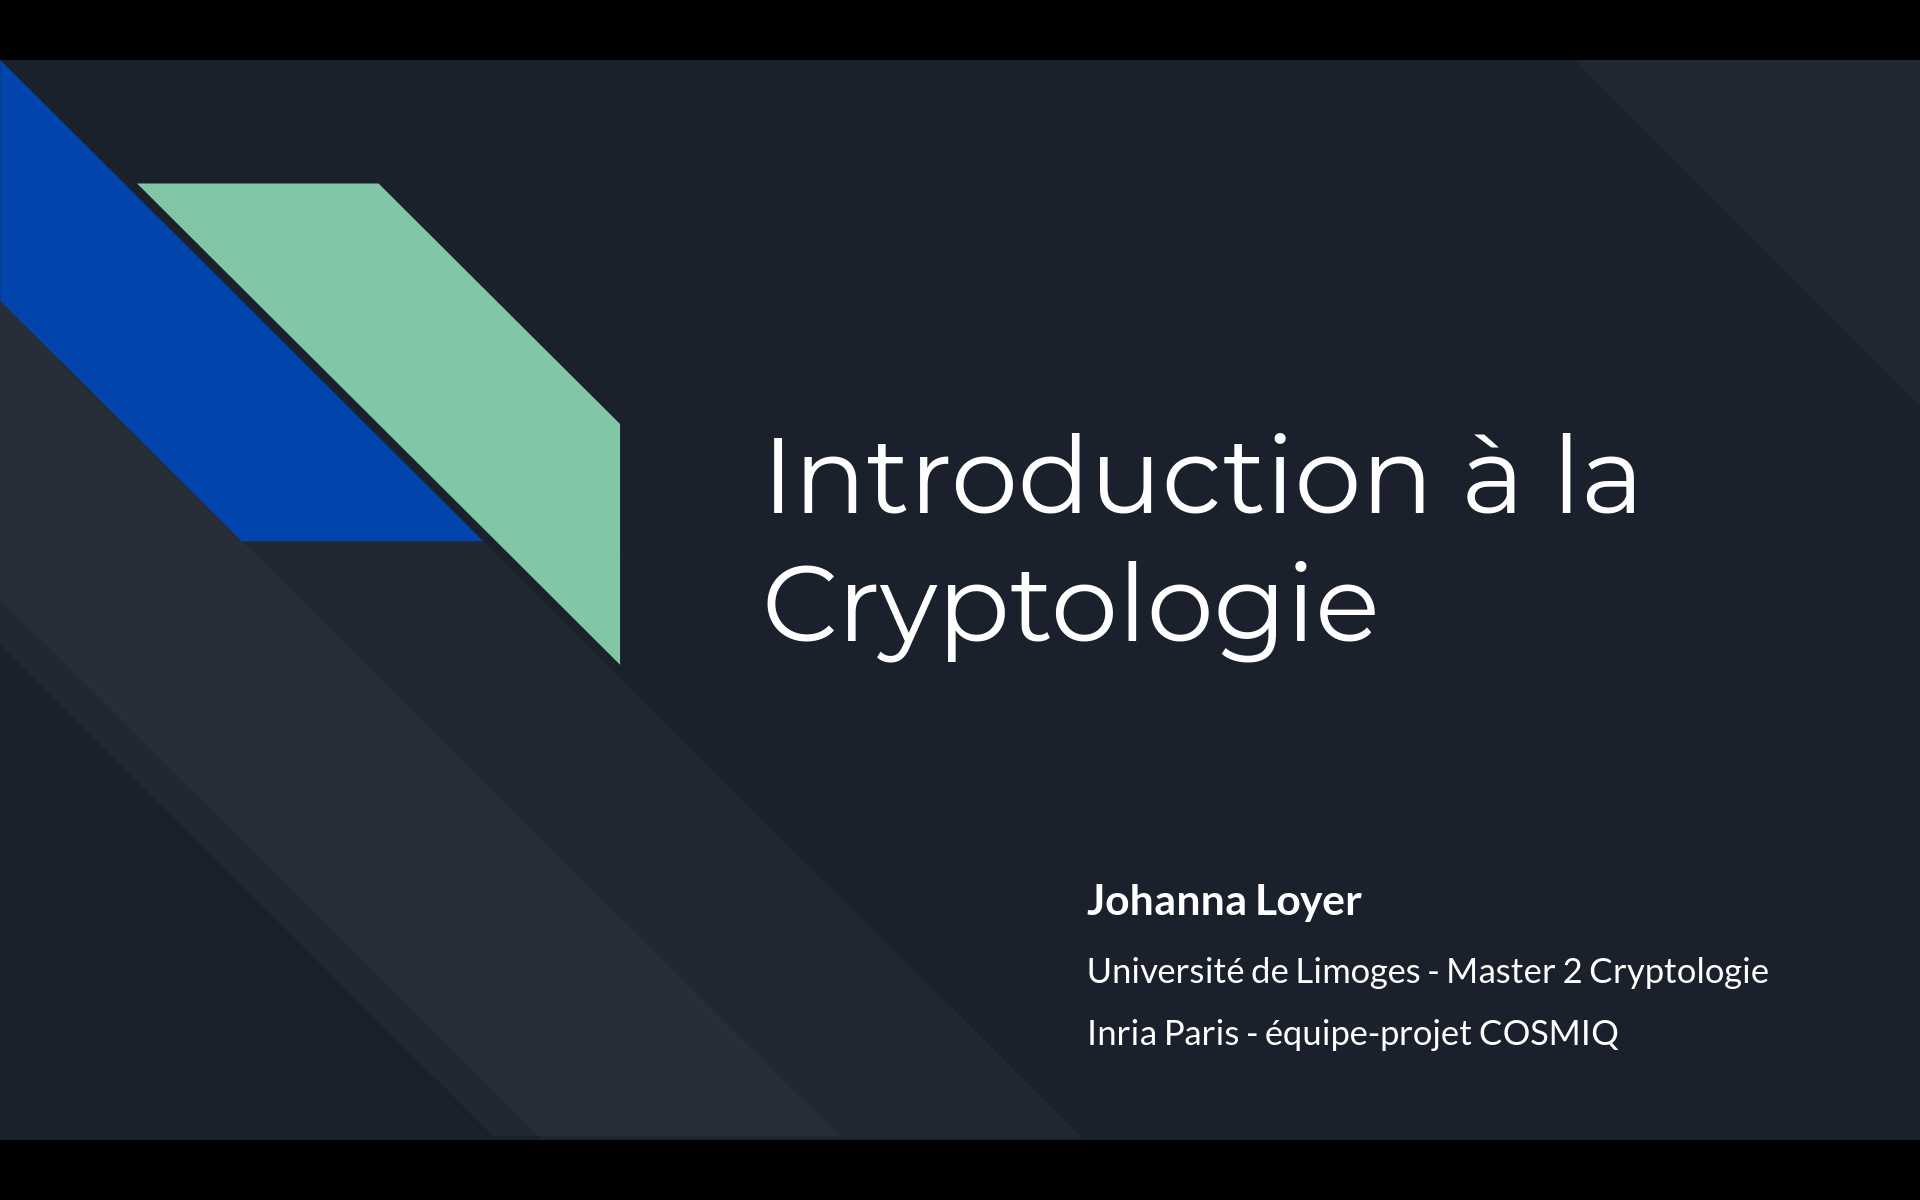 Introduction à la
Cryptologie
Johanna Loyer
Université de Limoges - Master 2 Cryptologie
Inria Paris - équipe-projet COSMIQ